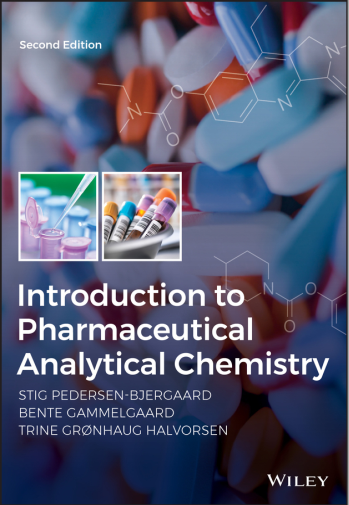 Second Edition
Introduction to
Pharmaceutical
Analytical Chemistry
STIG PEDERSEN-BJERGAARD
BENTE GAMMELGAARD
TRINE GRØNHAUG HALVORSEN
WILEY